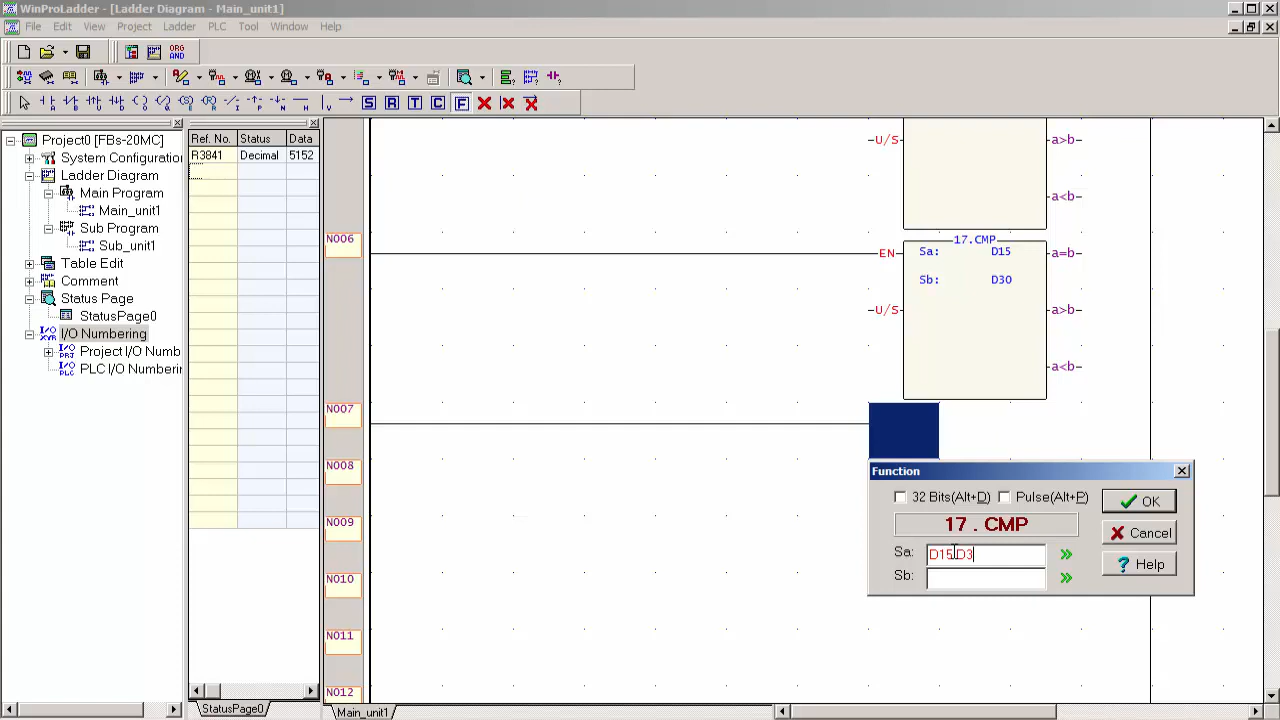 WinProLadder - [Ladder Diagram - Main_unit1]
File Edit View Project Ladder PLC Tool Window Help
ORG
AND
S R T C F
Project0 [FBs-20MC]
System Configuratio
Ladder Diagram
Main Program
Main_unit1
Sub Program
Sub_unit1
Table Edit
Comment
Status Page
StatusPage0
I/O Numbering
Project I/O Numb
PLC I/O Numberin
Ref. No. Status Data
R3841 Decimal 5152
StatusPage0
U/S a>b
a<b
N006
17.CMP
EN Sa: D15 a=b
Sb: D30
U/S a>b
a<b
N007
N008
N009
N010
N011
N012
Function
32 Bits(Alt+D) Pulse(Alt+P) OK
17 . CMP
Cancel
Sa: D15.D3
Help
Sb:
Main_unit1